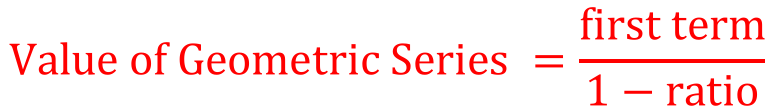 Value of Geometric Series = first term / 1 − ratio